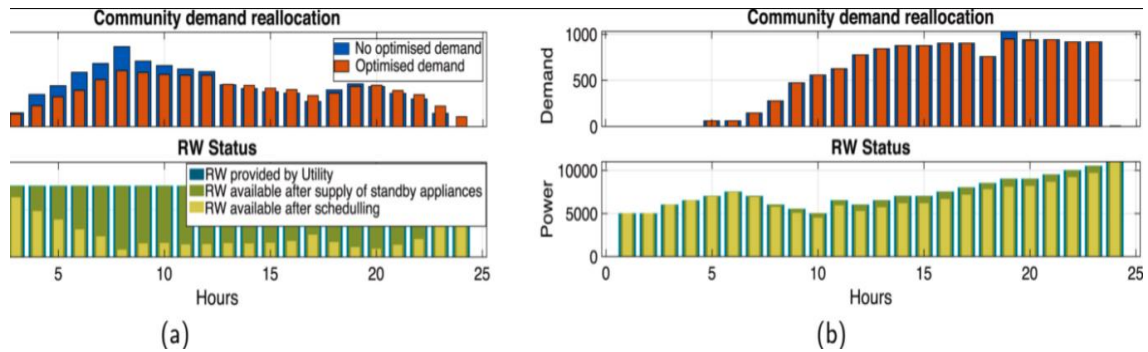 Community demand reallocation
No optimised demand
Optimised demand
RW Status
RW provided by Utility
RW available after supply of standby appliances
RW available after schedulling
5 10 15 20 25
Hours
(a)
Community demand reallocation
1000
500
0
Demand
RW Status
10000
5000
0
Power
0 5 10 15 20 25
Hours
(b)